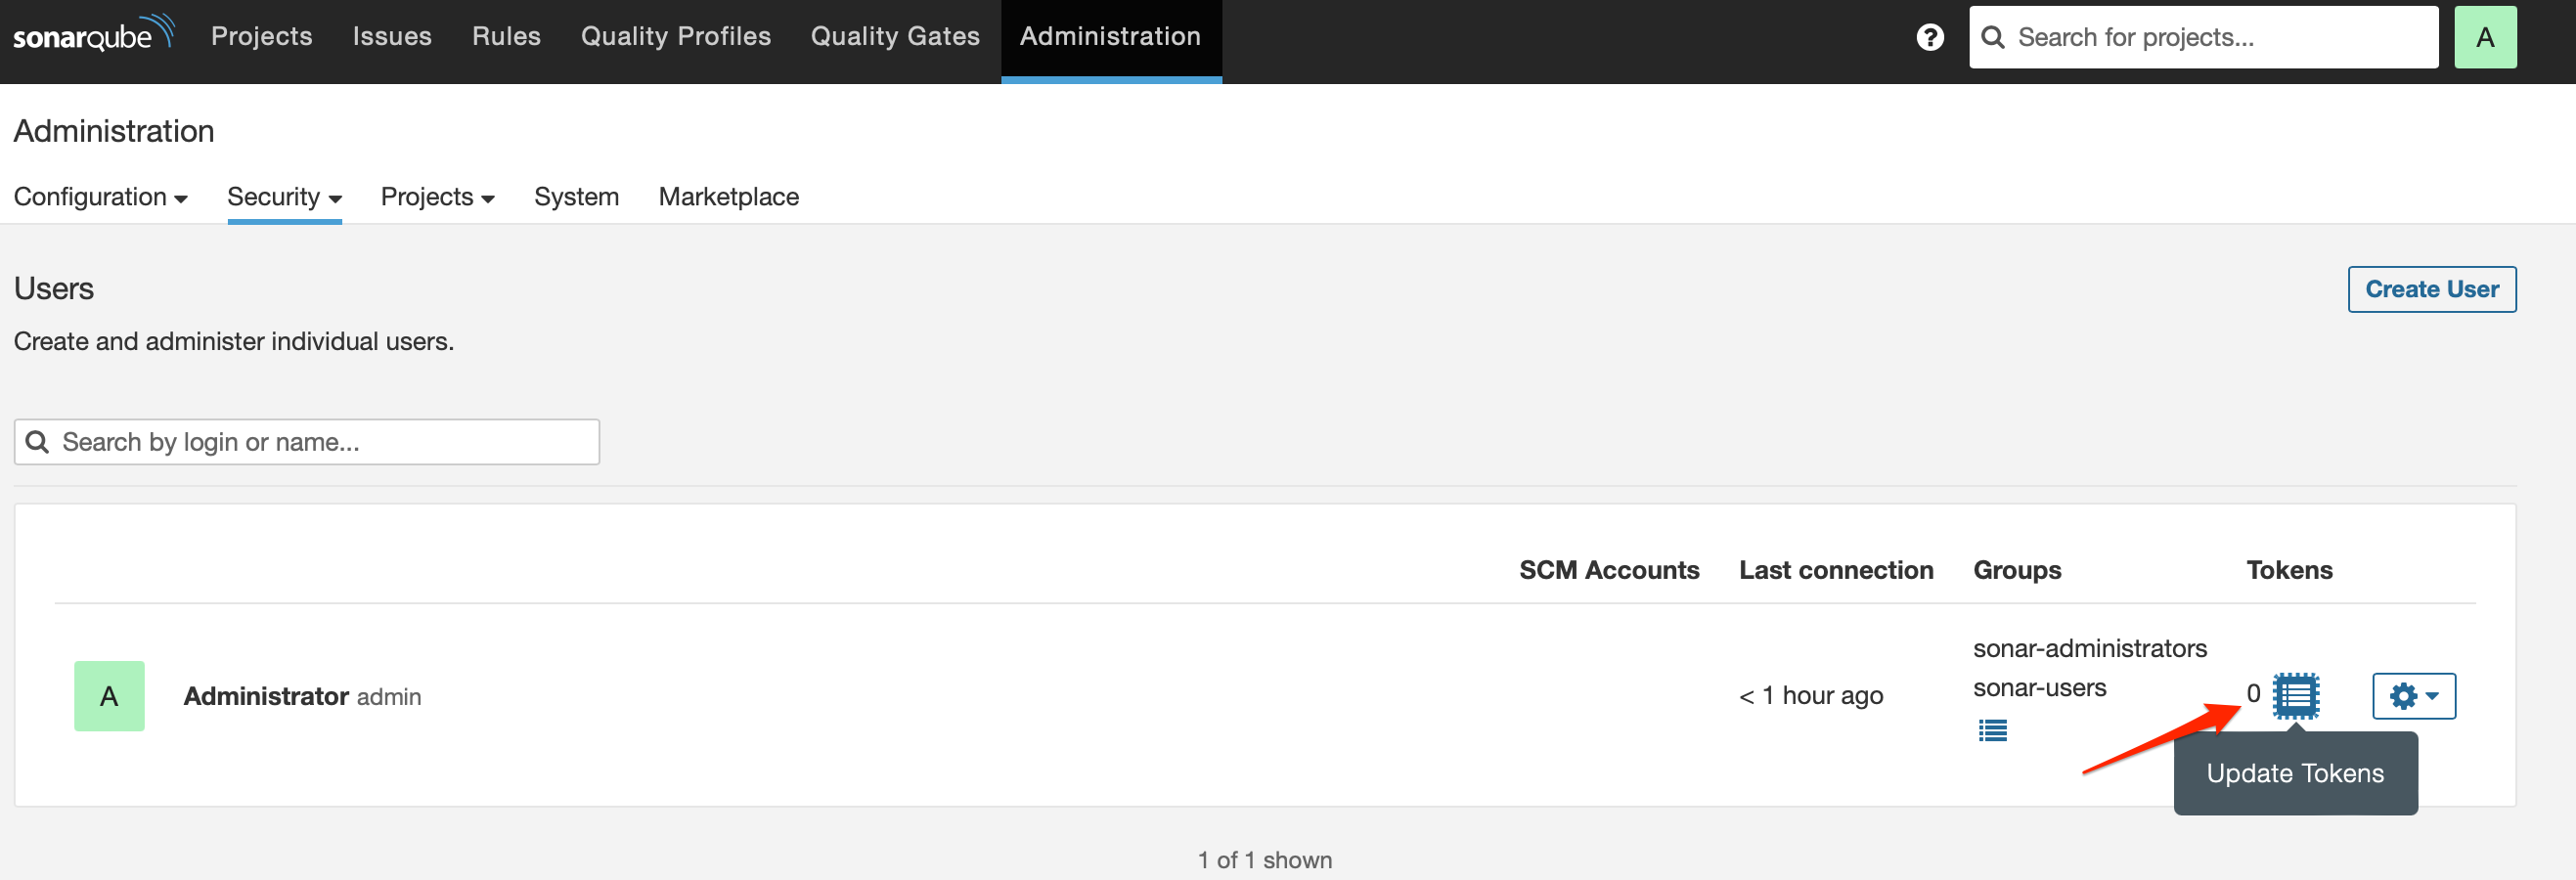 sonarqube Projects Issues Rules Quality Profiles Quality Gates Administration ? Search for projects... A
Administration
Configuration Security Projects System Marketplace
Users
Create User
Create and administer individual users.
Search by login or name...
SCM Accounts Last connection Groups Tokens
A Administrator admin < 1 hour ago sonar-administrators
sonar-users 0
Update Tokens
1 of 1 shown